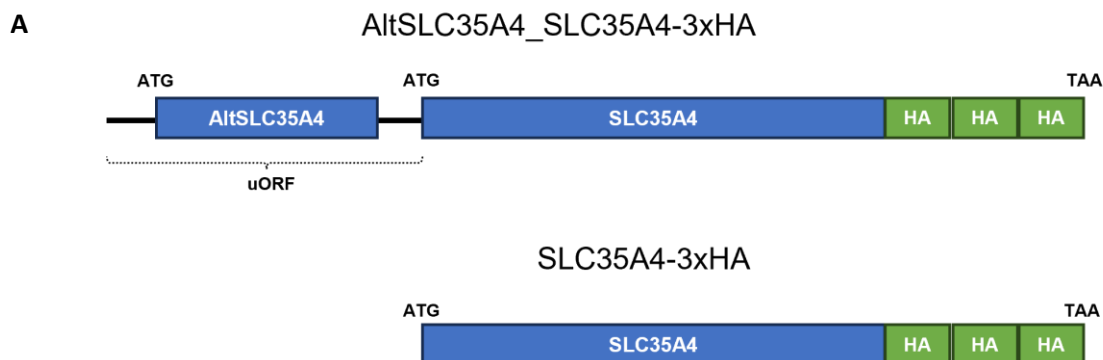 A
AltSLC35A4_SLC35A4-3xHA
ATG ATG TAA
AltSLC35A4 SLC35A4 HA HA HA
uORF
SLC35A4-3xHA
ATG TAA
SLC35A4 HA HA HA